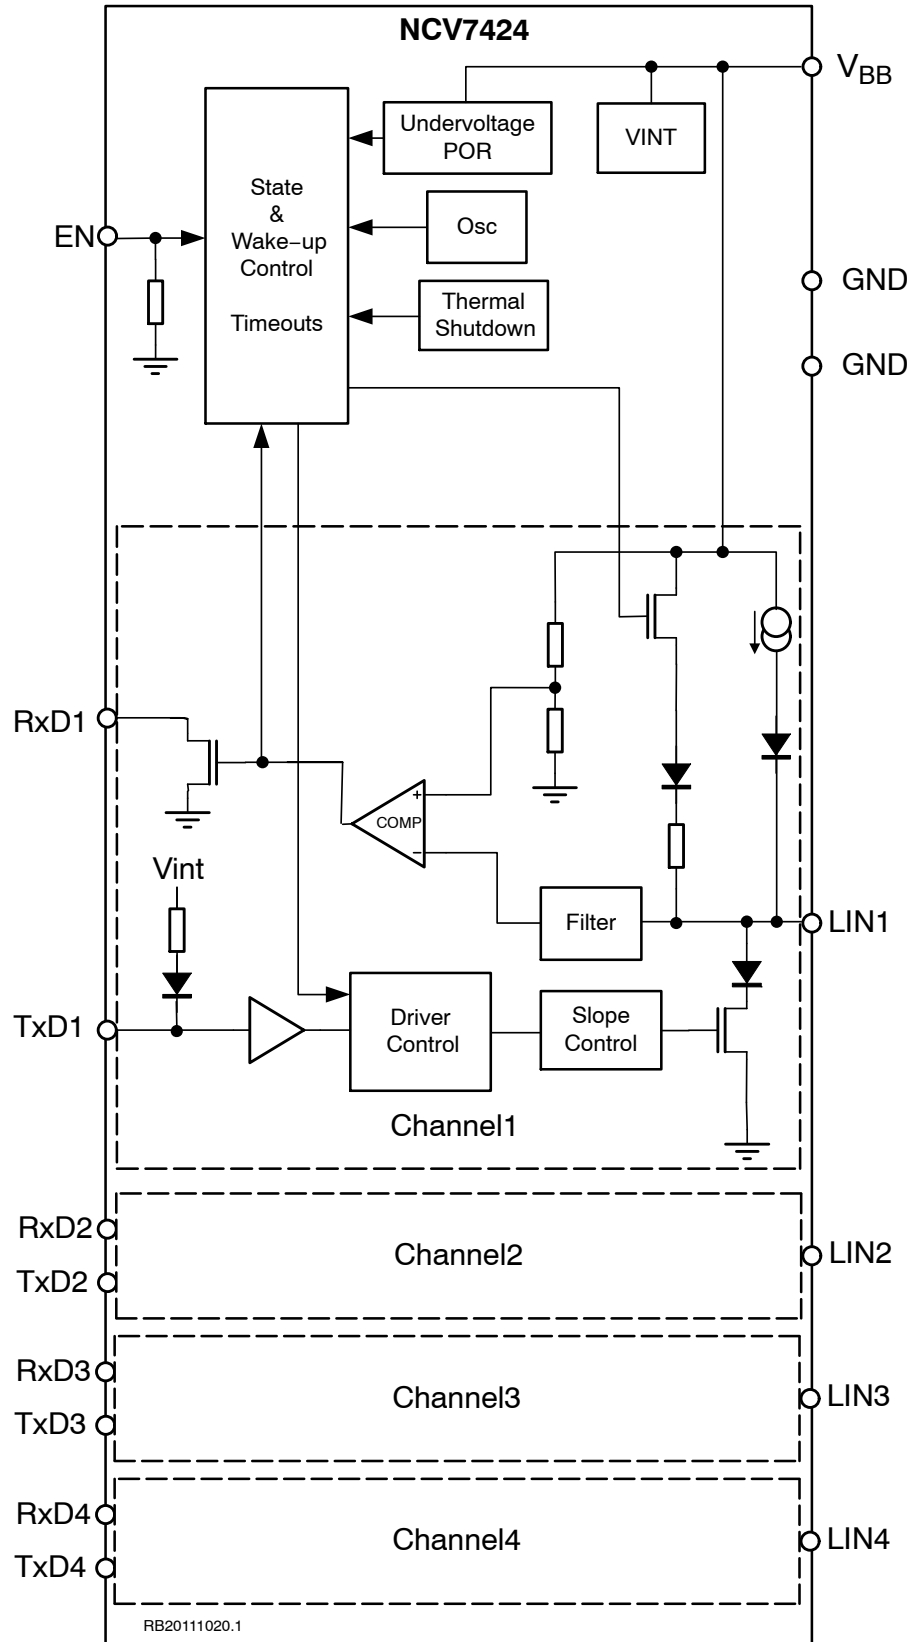 NCV7424
VBB
Undervoltage
POR
VINT
State
&
Wake−up
Control
Timeouts
EN
Osc
Thermal
Shutdown
GND
GND
RxD1
+
COMP
−
Vint
Filter
LIN1
TxD1
Driver
Control
Slope
Control
Channel1
RxD2
TxD2
Channel2
LIN2
RxD3
TxD3
Channel3
LIN3
RxD4
TxD4
Channel4
LIN4
RB20111020.1